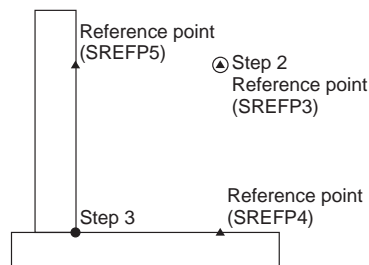 Reference point
(SREFP5)
Step 2
Reference point
(SREFP3)
Step 3
Reference point
(SREFP4)